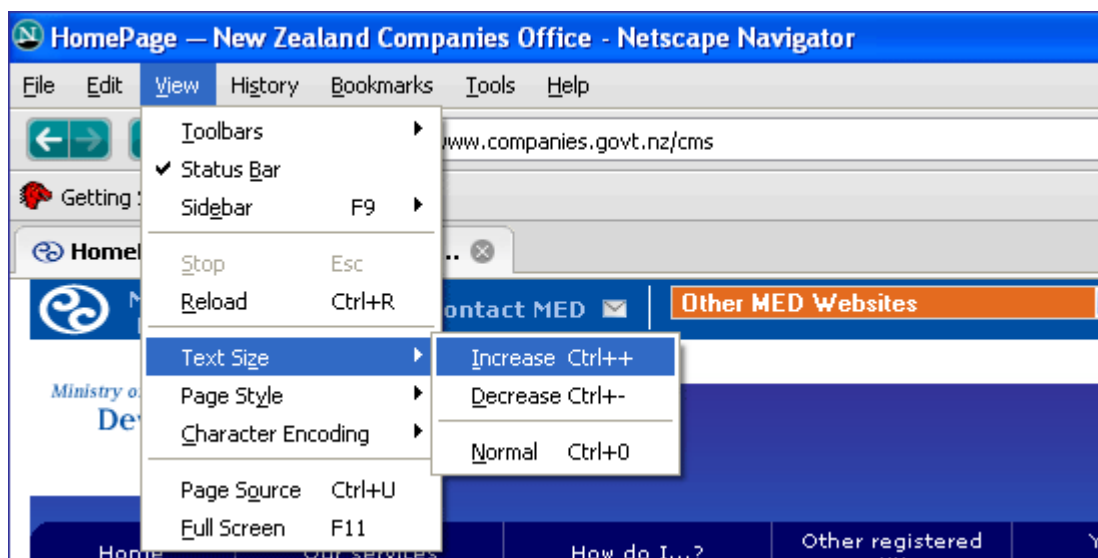 HomePage — New Zealand Companies Office - Netscape Navigator
File Edit View History Bookmarks Tools Help
www.companies.govt.nz/cms
Getting
Toolbars
Status Bar
Sidebar F9
Stop Esc
Reload Ctrl+R
Text Size
Page Style
Character Encoding
Page Source Ctrl+U
Full Screen F11
Increase Ctrl++
Decrease Ctrl+-
Normal Ctrl+0
..
MED
Other MED Websites
Ministry
Home
How do I...?
Other registered